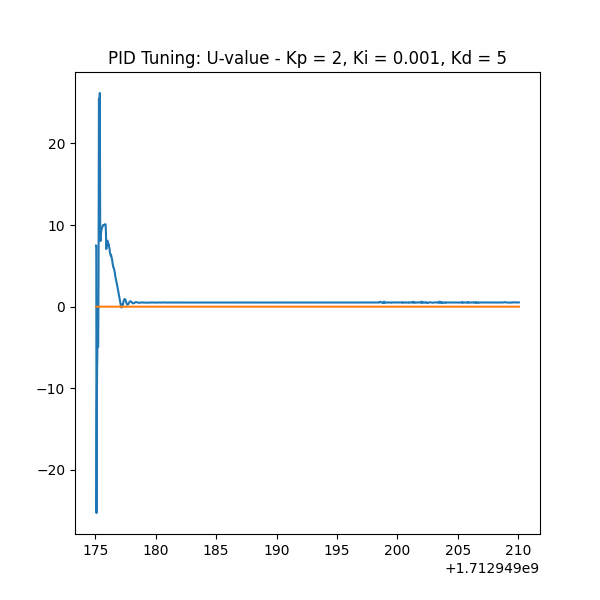 PID Tuning: U-value - Kp = 2, Ki = 0.001, Kd = 5
20
10
0
−10
−20
175 180 185 190 195 200 205 210
+1.712949e9